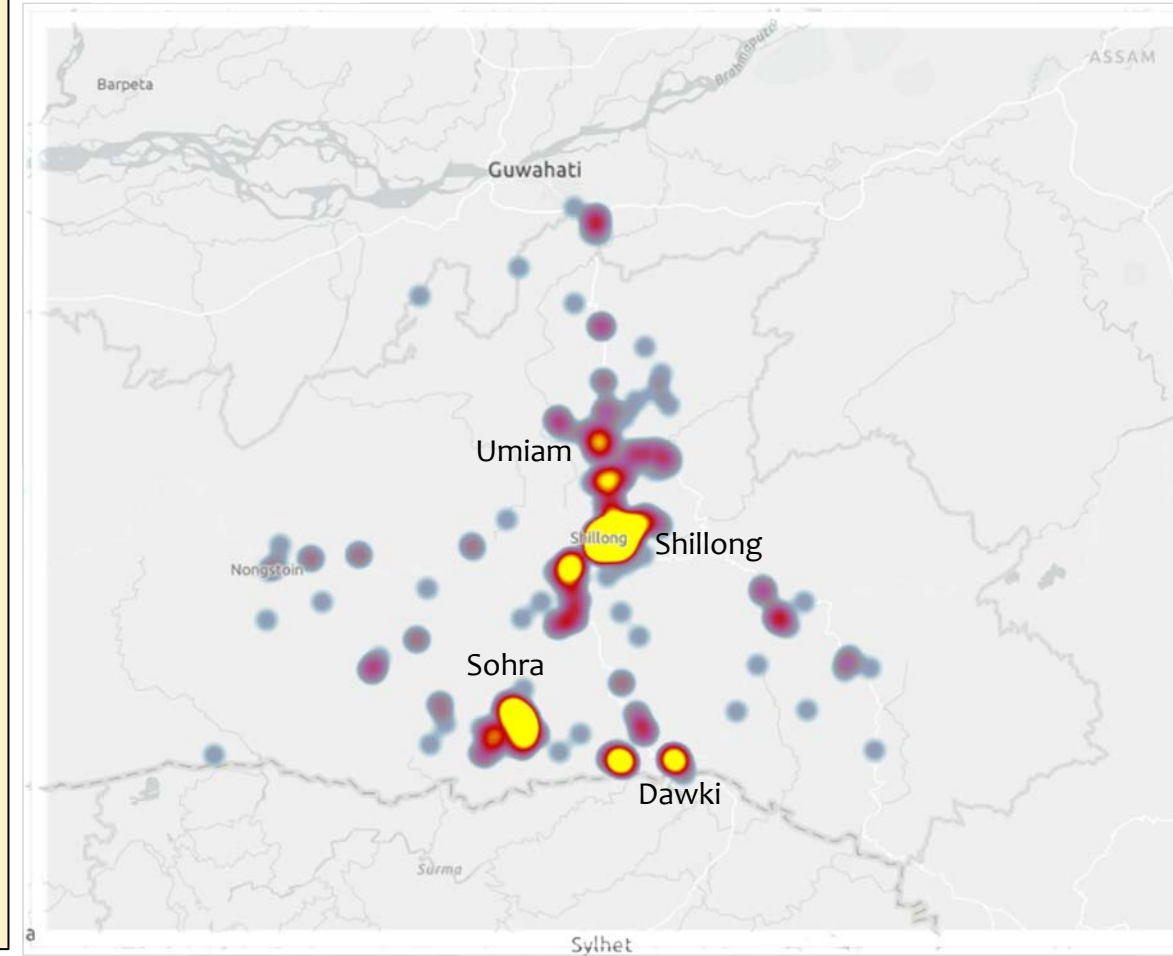 ASSAM
Barpeta
Brahmaputra
Guwahati
Umiam
Shillong
Shillong
Nongstoin
Sohra
Dawki
Surma
a
Sylhet